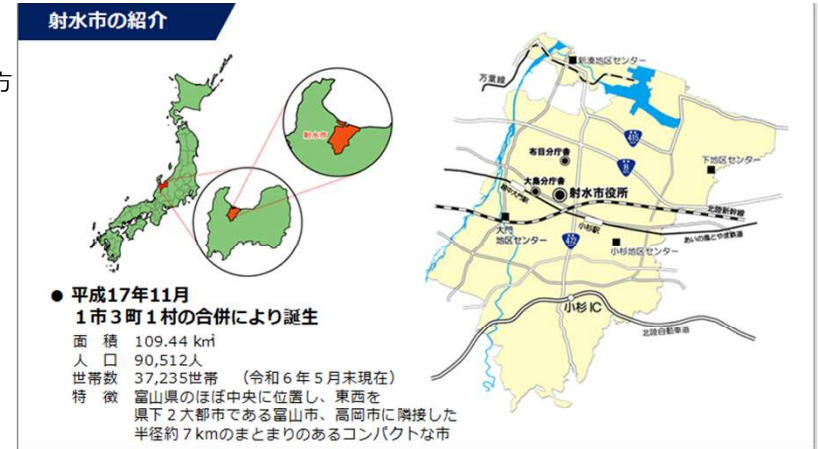 射水市の紹介
方
射水市
● 平成17年11月
１市３町１村の合併により誕生
面　積　109.44 k㎡
人　口　90,512人
世帯数　37,235世帯　（令和６年５月末現在）
特　徴　富山県のほぼ中央に位置し、東西を
県下２大都市である富山市、高岡市に隣接した
半径約７kmのまとまりのあるコンパクトな市
新湊地区センター
万葉線
415
布目分庁舎
8
下地区センター
大島分庁舎
射水市役所
越中大門駅
北陸新幹線
大門
地区センター
小杉駅
あいの風とやま鉄道
472
小杉地区センター
小杉IC
北陸自動車道